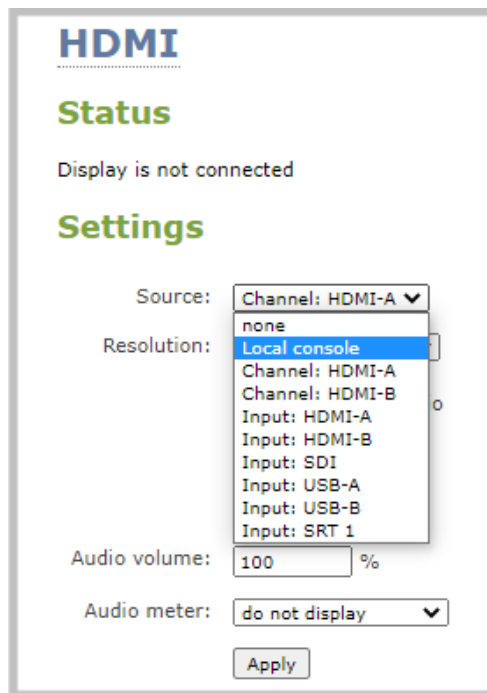 HDMI
Status
Display is not connected
Settings
Source: Channel: HDMI-A
none
Resolution: Local console
Channel: HDMI-A
Channel: HDMI-B
o
Input: HDMI-A
Input: HDMI-B
Input: SDI
Input: USB-A
Input: USB-B
Input: SRT 1
Audio volume: 100 %
Audio meter: do not display
Apply